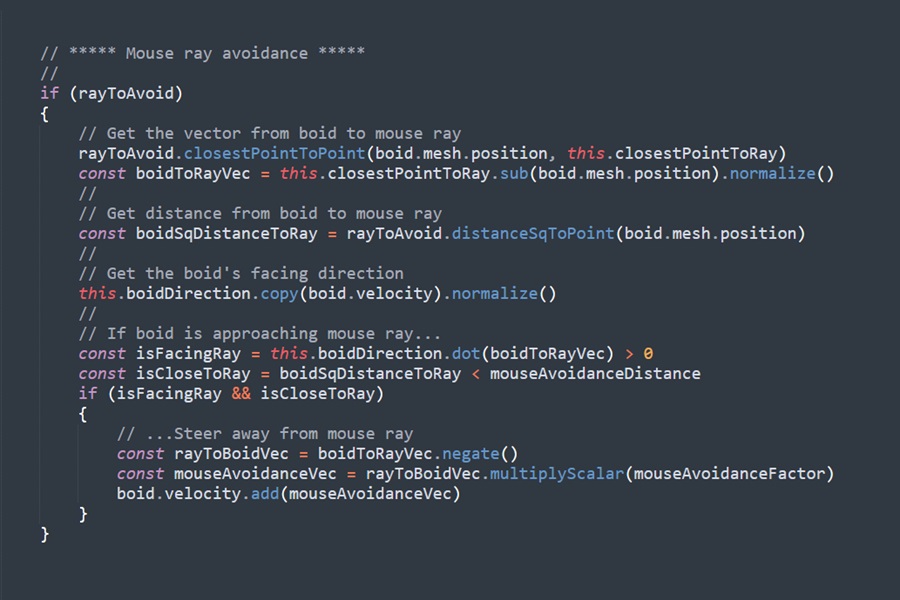 // ***** Mouse ray avoidance *****
//
if (rayToAvoid)
{
    // Get the vector from boid to mouse ray
    rayToAvoid.closestPointToPoint(boid.mesh.position, this.closestPointToRay)
    const boidToRayVec = this.closestPointToRay.sub(boid.mesh.position).normalize()
    //
    // Get distance from boid to mouse ray
    const boidSqDistanceToRay = rayToAvoid.distanceSqToPoint(boid.mesh.position)
    //
    // Get the boid's facing direction
    this.boidDirection.copy(boid.velocity).normalize()
    //
    // If boid is approaching mouse ray...
    const isFacingRay = this.boidDirection.dot(boidToRayVec) > 0
    const isCloseToRay = boidSqDistanceToRay < mouseAvoidanceDistance
    if (isFacingRay && isCloseToRay)
    {
        // ...Steer away from mouse ray
        const rayToBoidVec = boidToRayVec.negate()
        const mouseAvoidanceVec = rayToBoidVec.multiplyScalar(mouseAvoidanceFactor)
        boid.velocity.add(mouseAvoidanceVec)
    }
}